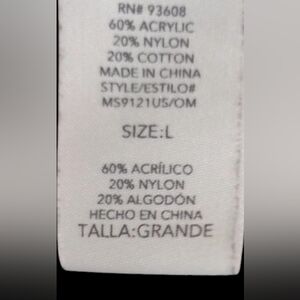 RN# 93608
60% ACRYLIC
20% NYLON
20% COTTON
MADE IN CHINA
STYLE/ESTILO#
MS9121US/OM
SIZE:L
60% ACRÍLICO
20% NYLON
20% ALGODÓN
HECHO EN CHINA
TALLA:GRANDE